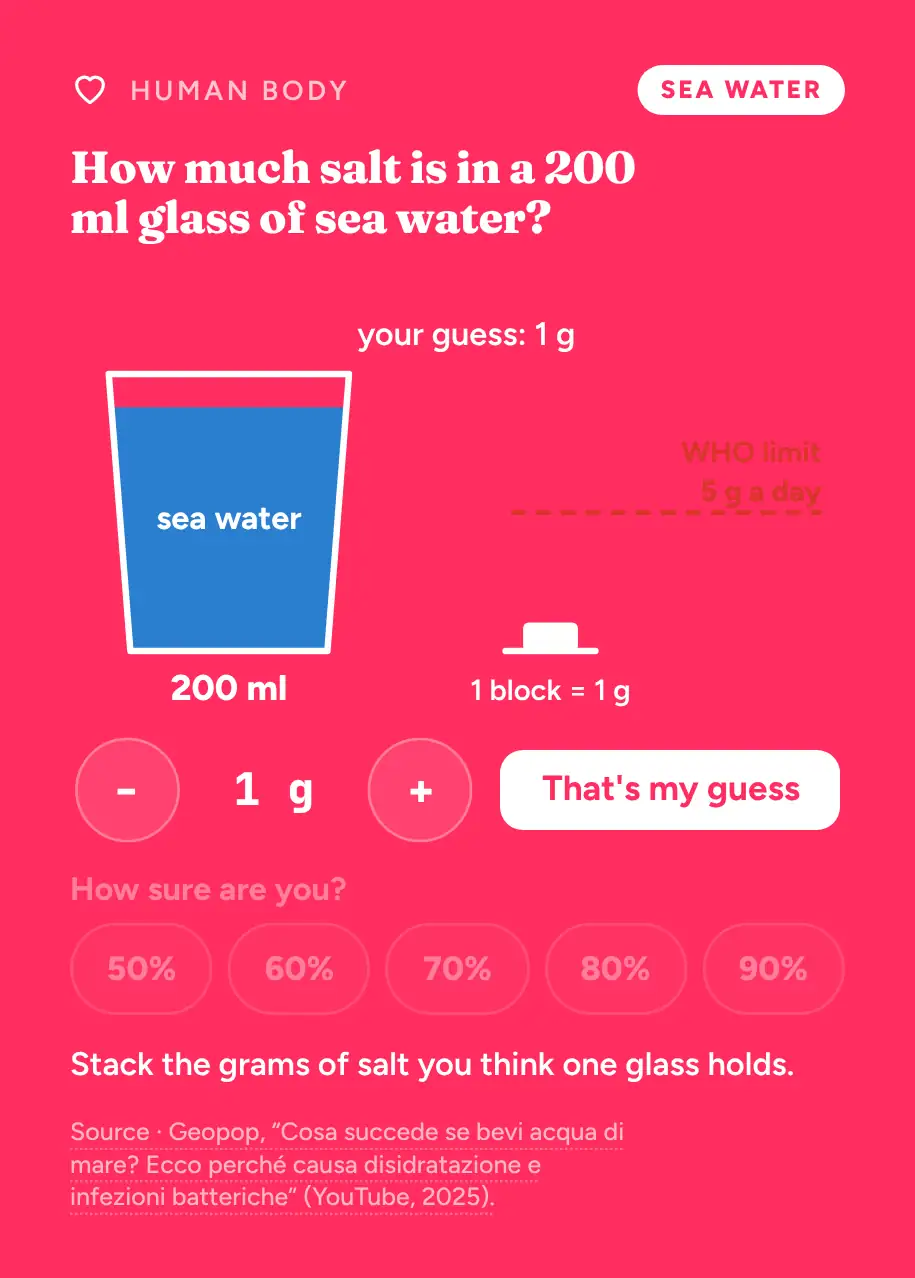 HUMAN BODY
SEA WATER
How much salt is in a 200
ml glass of sea water?
your guess: 1 g
WHO limit
5 g a day
sea water
200 ml
1 block = 1 g
-
1 g
+
That's my guess
How sure are you?
50%
60%
70%
80%
90%
Stack the grams of salt you think one glass holds.
Source · Geopop, “Cosa succede se bevi acqua di
mare? Ecco perché causa disidratazione e
infezioni batteriche” (YouTube, 2025).